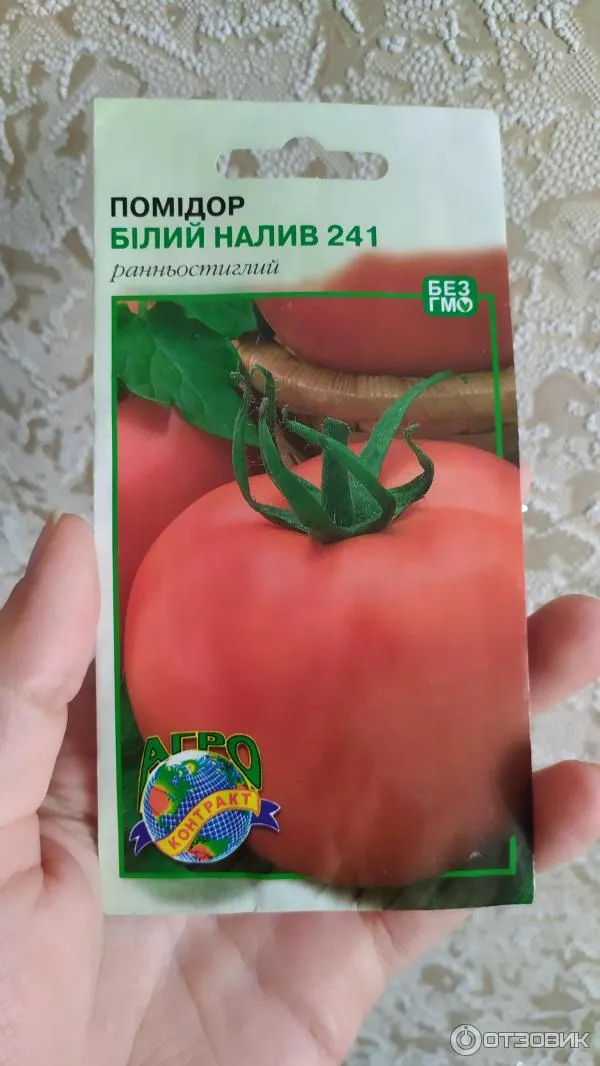 ПОМІДОР
БІЛИЙ НАЛИВ 241
ранньостиглий
БЕЗ
ГМО
АГРО
КОНТРАКТ
ОТЗОВИК